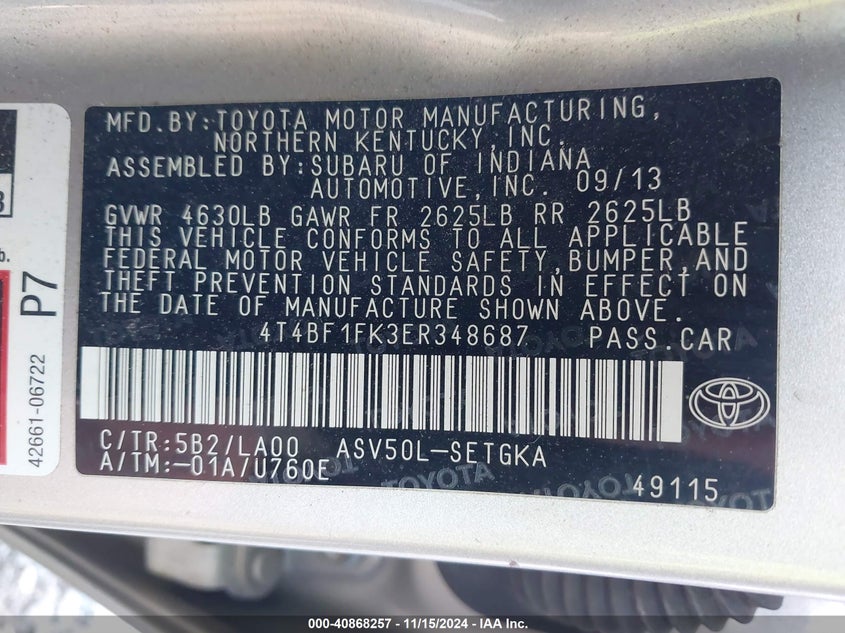 MFD.BY:TOYOTA MOTOR MANUFACTURING,
NORTHERN KENTUCKY,INC.
ASSEMBLED BY:SUBARU OF INDIANA
AUTOMOTIVE,INC. 09/13
GVWR 4630LB GAWR FR 2625LB RR 2625LB
THIS VEHICLE CONFORMS TO ALL APPLICABLE
FEDERAL MOTOR VEHICLE SAFETY,BUMPER,AND
THEFT PREVENTION STANDARDS IN EFFECT ON
THE DATE OF MANUFACTURE SHOWN ABOVE.
4T4BF1FK3ER348687 PASS.CAR
C/TR:5B2/LA00 ASV50L-SETGKA
A/TM:-01A/U760E
49115
P7
42661-06722
000-40868257 - 11/15/2024 - IAA Inc.